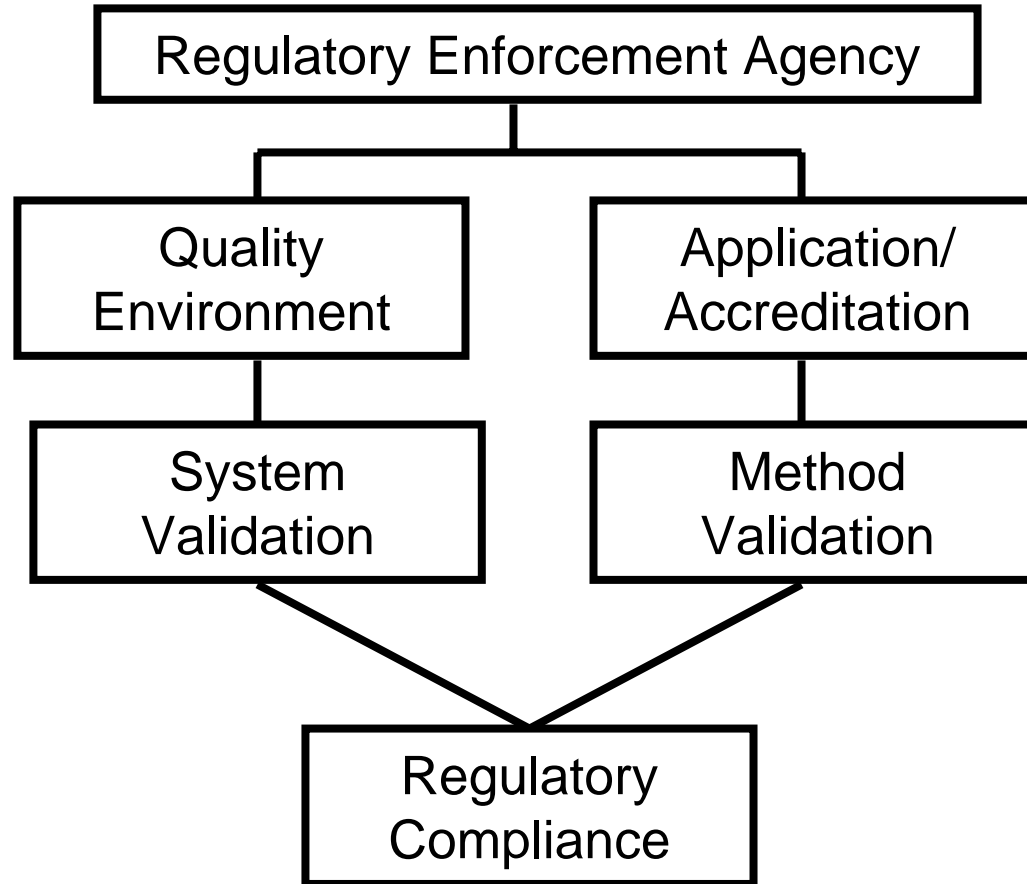 Regulatory Enforcement Agency
Quality
Environment
Application/
Accreditation
System
Validation
Method
Validation
Regulatory
Compliance